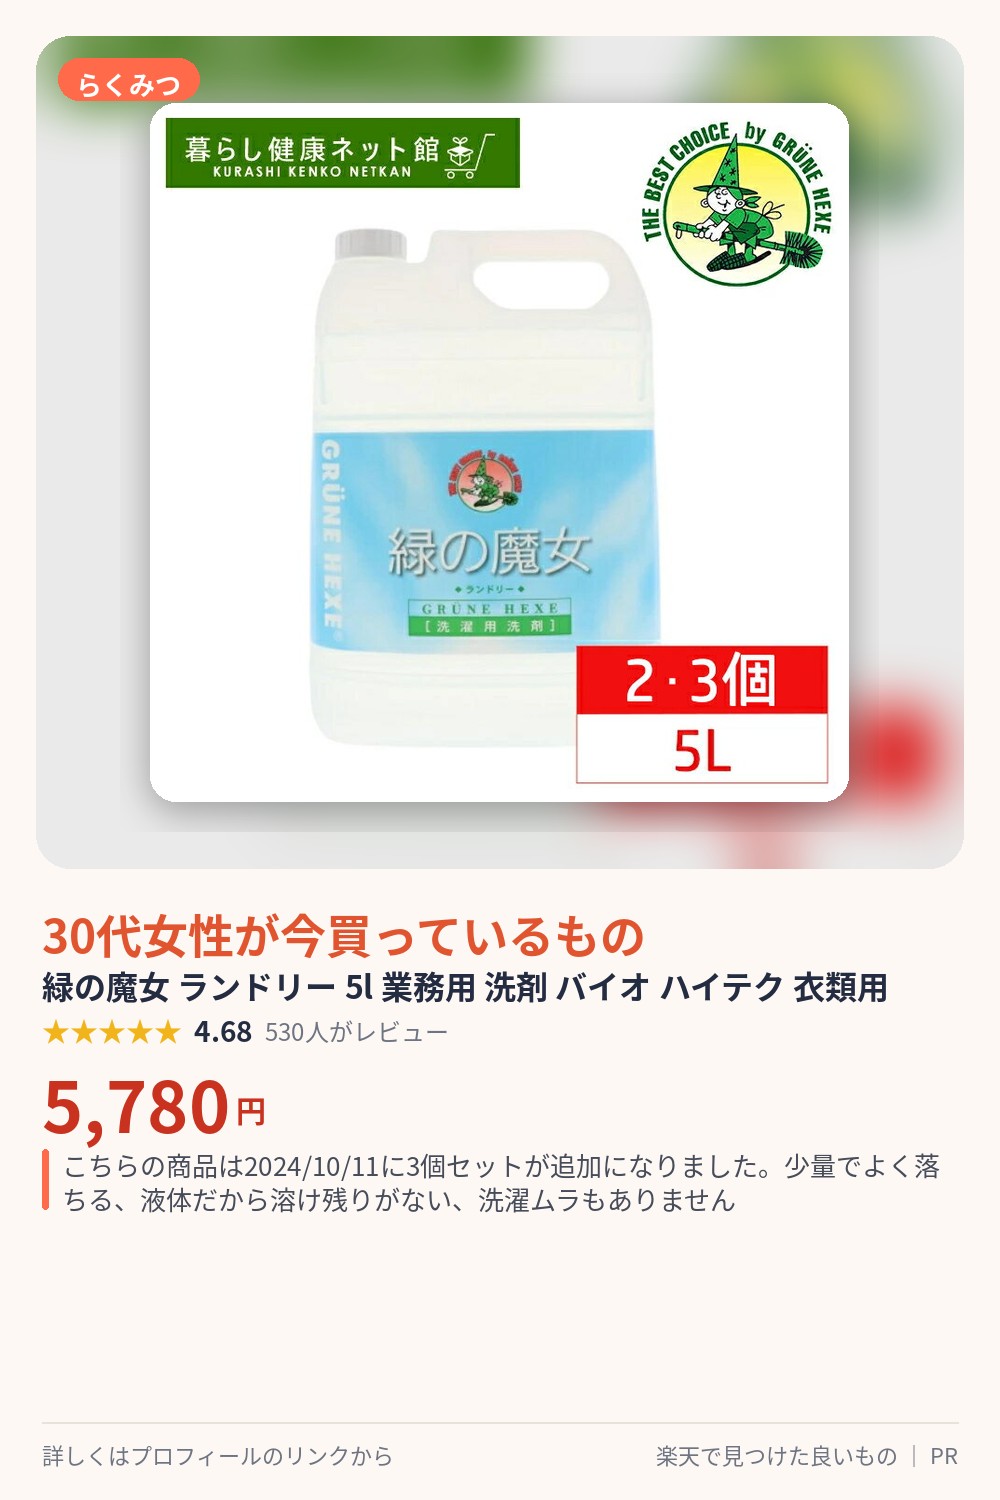 らくみつ
暮らし健康ネット館
KURASHI KENKO NETKAN
THE BEST CHOICE by GRÜNE HEXE
GRÜNE HEXE
緑の魔女
◆ランドリー◆
GRÜNE HEXE
[洗濯用洗剤]
2・3個
5L
30代女性が今買っているもの
緑の魔女 ランドリー 5l 業務用 洗剤 バイオ ハイテク 衣類用
★★★★★ 4.68 530人がレビュー
5,780円
こちらの商品は2024/10/11に3個セットが追加になりました。少量でよく落
ちる、液体だから溶け残りがない、洗濯ムラもありません
詳しくはプロフィールのリンクから
楽天で見つけた良いもの | PR